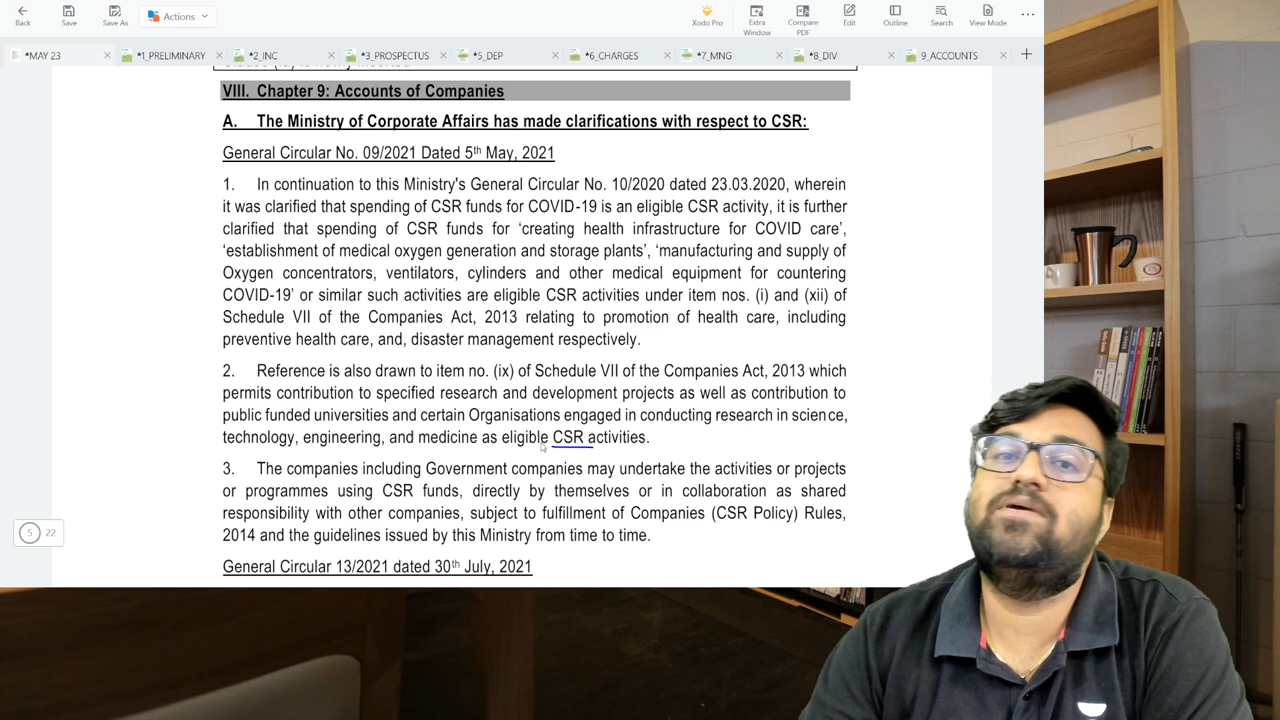 Back
Save
Save As
Actions
Xodo Pro
Extra Window
Compare PDF
Edit
Outline
Search
View Mode
*MAY 23
*1_PRELIMINARY
*2_INC
*3_PROSPECTUS
*5_DEP
*6_CHARGES
*7_MNG
*8_DIV
9_ACCOUNTS
VIII. Chapter 9: Accounts of Companies
A. The Ministry of Corporate Affairs has made clarifications with respect to CSR:
General Circular No. 09/2021 Dated 5th May, 2021
1. In continuation to this Ministry's General Circular No. 10/2020 dated 23.03.2020, wherein
it was clarified that spending of CSR funds for COVID-19 is an eligible CSR activity, it is further
clarified that spending of CSR funds for ‘creating health infrastructure for COVID care’,
‘establishment of medical oxygen generation and storage plants’, ‘manufacturing and supply of
Oxygen concentrators, ventilators, cylinders and other medical equipment for countering
COVID-19’ or similar such activities are eligible CSR activities under item nos. (i) and (xii) of
Schedule VII of the Companies Act, 2013 relating to promotion of health care, including
preventive health care, and, disaster management respectively.
2. Reference is also drawn to item no. (ix) of Schedule VII of the Companies Act, 2013 which
permits contribution to specified research and development projects as well as contribution to
public funded universities and certain Organisations engaged in conducting research in science,
technology, engineering, and medicine as eligible CSR activities.
3. The companies including Government companies may undertake the activities or projects
or programmes using CSR funds, directly by themselves or in collaboration as shared
responsibility with other companies, subject to fulfillment of Companies (CSR Policy) Rules,
2014 and the guidelines issued by this Ministry from time to time.
5 22
General Circular 13/2021 dated 30th July, 2021